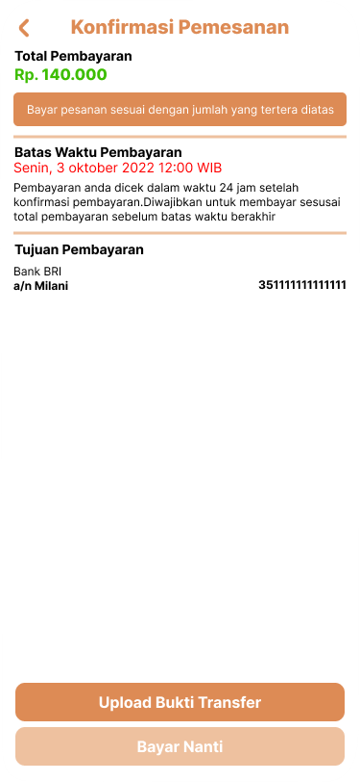 Konfirmasi Pemesanan
Total Pembayaran
Rp. 140.000
Bayar pesanan sesuai dengan jumlah yang tertera diatas
Batas Waktu Pembayaran
Senin, 3 oktober 2022 12:00 WIB
Pembayaran anda dicek dalam waktu 24 jam setelah
konfirmasi pembayaran.Diwajibkan untuk membayar sesusai
total pembayaran sebelum batas waktu berakhir
Tujuan Pembayaran
Bank BRI
a/n Milani 351111111111111
Upload Bukti Transfer
Bayar Nanti